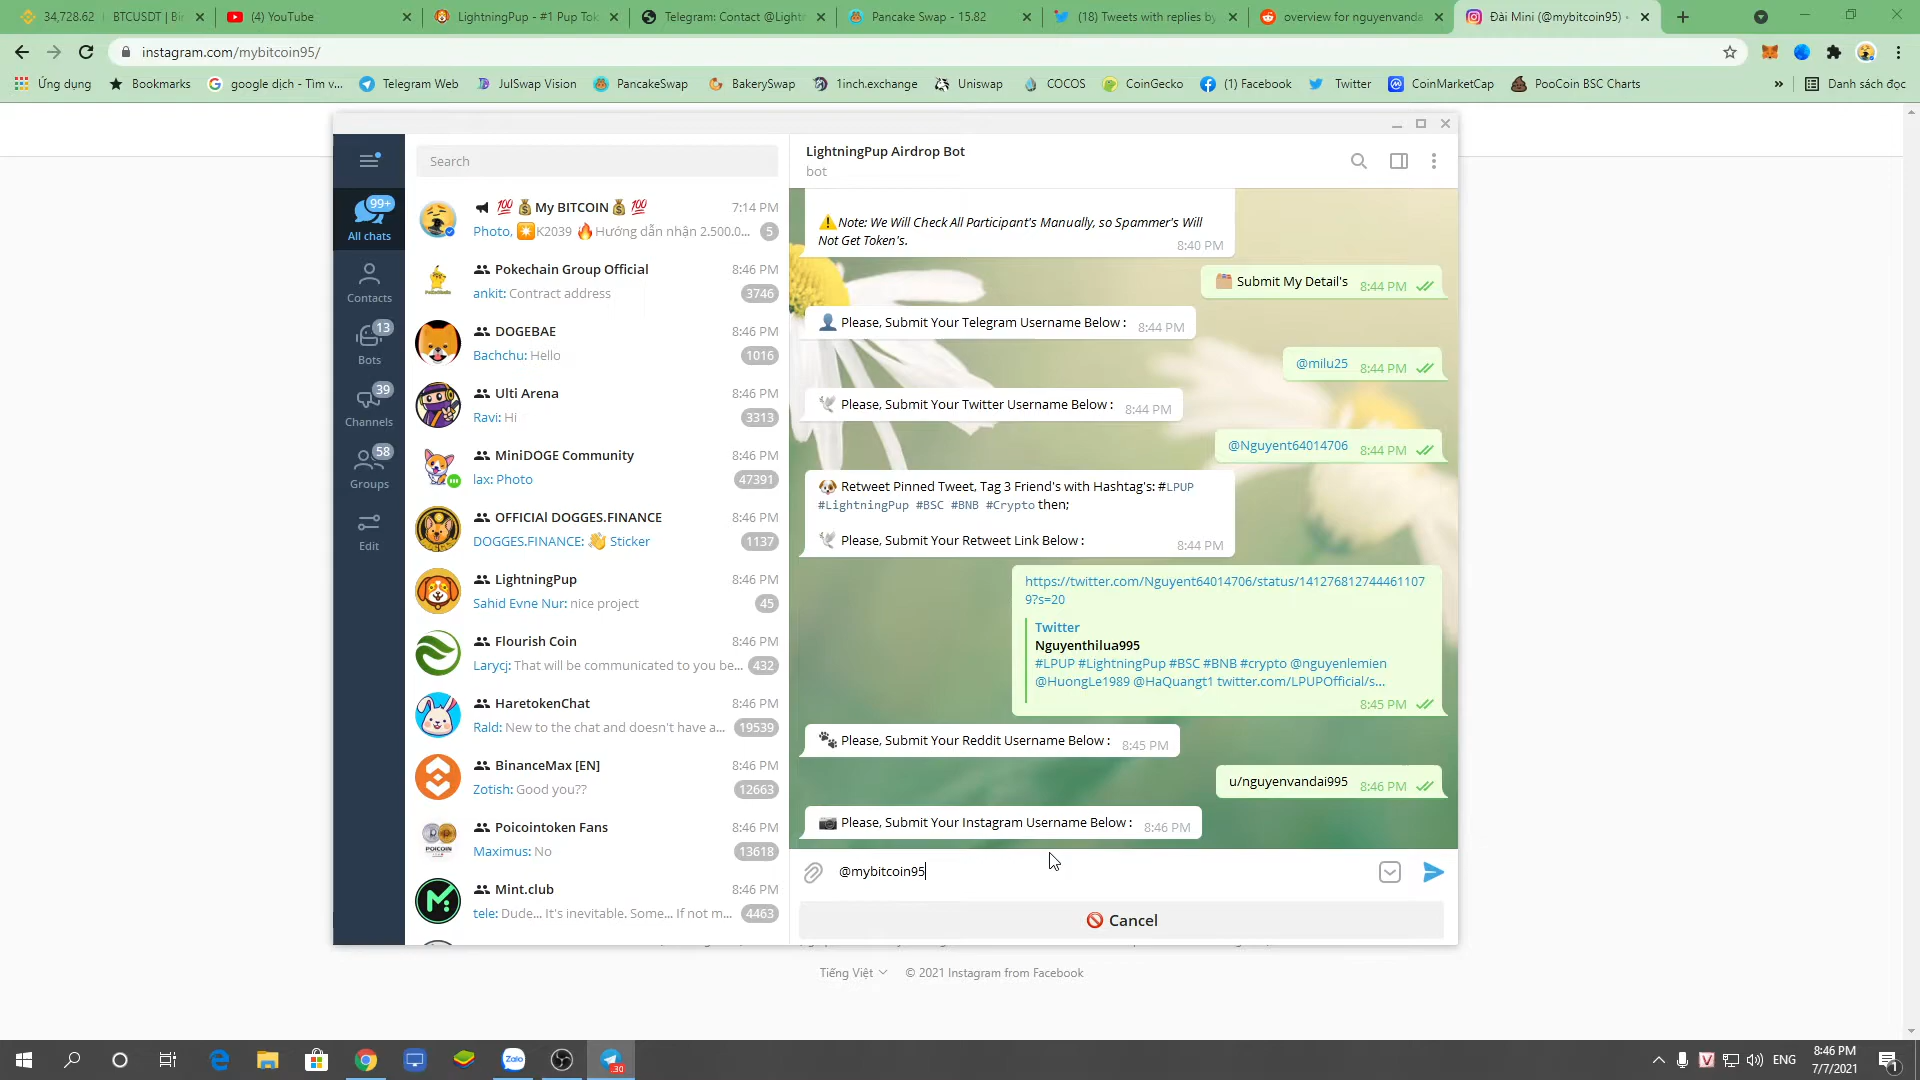 34,728.62 BTCUSDT | Bi
(4) YouTube
LightningPup - #1 Pup Tok
Telegram: Contact @Lightn
Pancake Swap - 15.82
(18) Tweets with replies by
overview for nguyenvanda
Đài Mini (@mybitcoin95)
instagram.com/mybitcoin95/
Ứng dụng
Bookmarks
google dịch - Tìm v...
Telegram Web
JulSwap Vision
PancakeSwap
BakerySwap
1inch.exchange
Uniswap
COCOS
CoinGecko
(1) Facebook
Twitter
CoinMarketCap
PooCoin BSC Charts
»
Danh sách đọc
99+
All chats
Contacts
13
Bots
39
Channels
58
Groups
Edit
Search
💯💰My BITCOIN💰💯 7:14 PM
Photo, 💥K2039 🔥Hướng dẫn nhận 2.500.0... 5
Pokechain Group Official 8:46 PM
ankit: Contract address 3746
DOGEBAE 8:46 PM
Bachchu: Hello 1016
Ulti Arena 8:46 PM
Ravi: Hi 3313
MiniDOGE Community 8:46 PM
lax: Photo 47391
OFFICIAl DOGGES.FINANCE 8:46 PM
DOGGES.FINANCE: 👋 Sticker 1137
LightningPup 8:46 PM
Sahid Evne Nur: nice project 45
Flourish Coin 8:46 PM
Larycj: That will be communicated to you be... 432
HaretokenChat 8:46 PM
Rald: New to the chat and doesn't have a... 19539
BinanceMax [EN] 8:46 PM
Zotish: Good you?? 12663
Poicointoken Fans 8:46 PM
Maximus: No 13618
POICOIN
Mint.club 8:46 PM
tele: Dude... It's inevitable. Some... If not m... 4463
LightningPup Airdrop Bot
bot
⚠️Note: We Will Check All Participant's Manually, so Spammer's Will
Not Get Token's.
8:40 PM
Submit My Detail's 8:44 PM
Please, Submit Your Telegram Username Below : 8:44 PM
@milu25 8:44 PM
Please, Submit Your Twitter Username Below : 8:44 PM
@Nguyent64014706 8:44 PM
Retweet Pinned Tweet, Tag 3 Friend's with Hashtag's: #LPUP
#LightningPup #BSC #BNB #Crypto then;
Please, Submit Your Retweet Link Below : 8:44 PM
https://twitter.com/Nguyent64014706/status/141276812744461107
9?s=20
Twitter
Nguyenthilua995
#LPUP #LightningPup #BSC #BNB #crypto @nguyenlemien
@HuongLe1989 @HaQuangt1 twitter.com/LPUPOfficial/s...
8:45 PM
Please, Submit Your Reddit Username Below : 8:45 PM
u/nguyenvandai995 8:46 PM
Please, Submit Your Instagram Username Below : 8:46 PM
@mybitcoin95
🚫 Cancel
Tiếng Việt
© 2021 Instagram from Facebook
Zalo
30
V
ENG
8:46 PM
7/7/2021
1